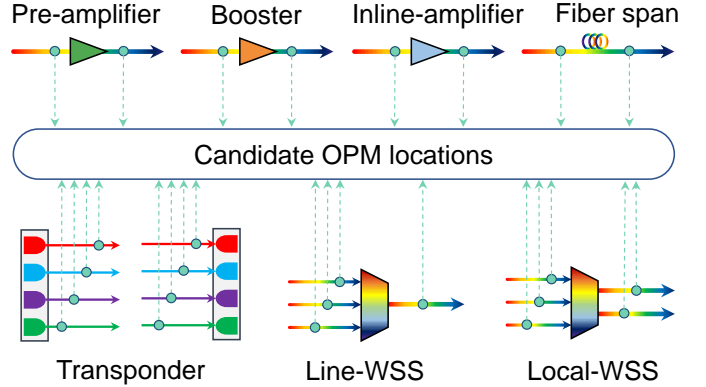 Pre-amplifier
Booster
Inline-amplifier
Fiber span
Candidate OPM locations
Transponder
Line-WSS
Local-WSS